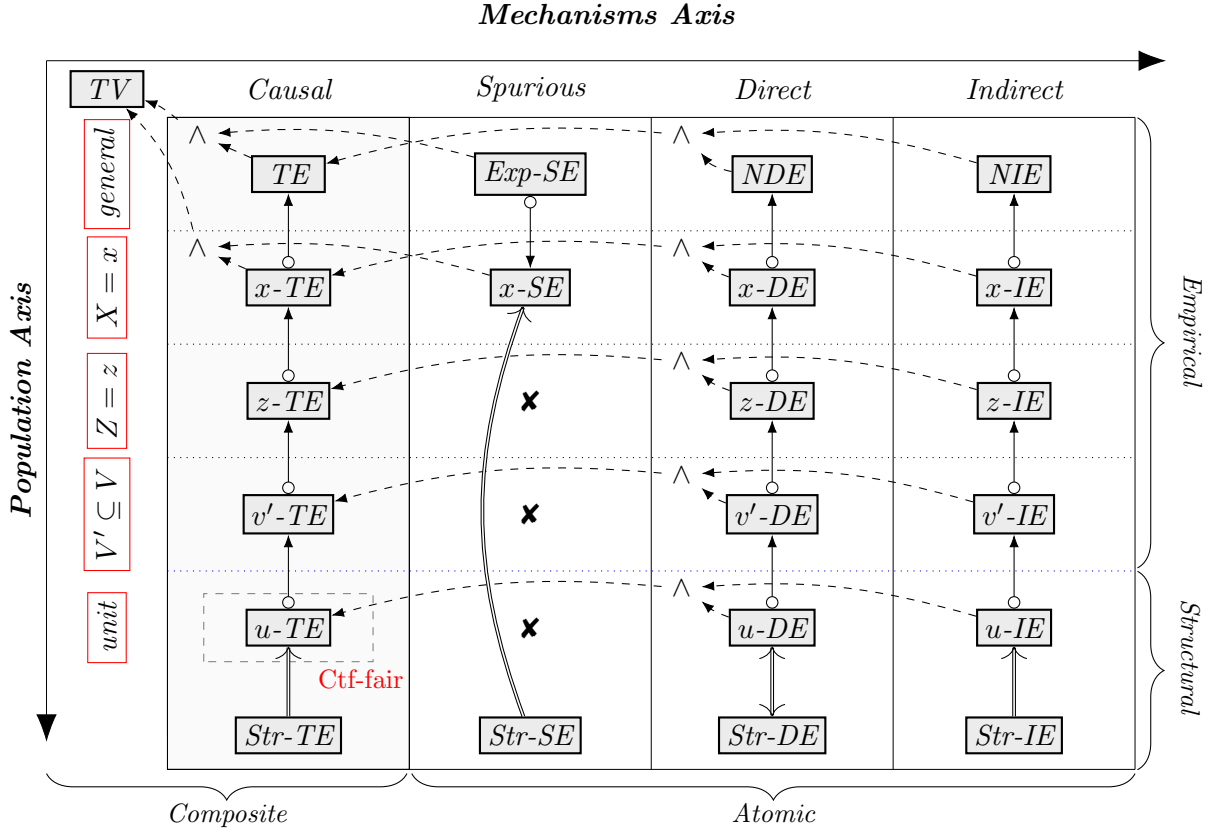 Mechanisms Axis
TV
Causal
Spurious
Direct
Indirect
general
∧
∧
TE
Exp-SE
NDE
NIE
X = x
∧
∧
x-TE
x-SE
x-DE
x-IE
Empirical
Population Axis
Z = z
∧
z-TE
✘
z-DE
z-IE
V′ ⊆ V
∧
v′-TE
✘
v′-DE
v′-IE
unit
∧
u-TE
✘
u-DE
u-IE
Structural
Ctf-fair
Str-TE
Str-SE
Str-DE
Str-IE
Composite
Atomic